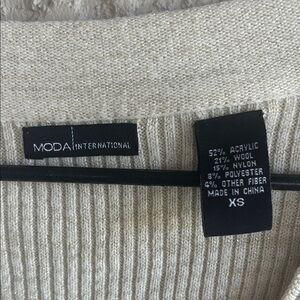 MODA INTERNATIONAL
52% ACRYLIC
21% WOOL
15% NYLON
8% POLYESTER
4% OTHER FIBER
MADE IN CHINA
XS